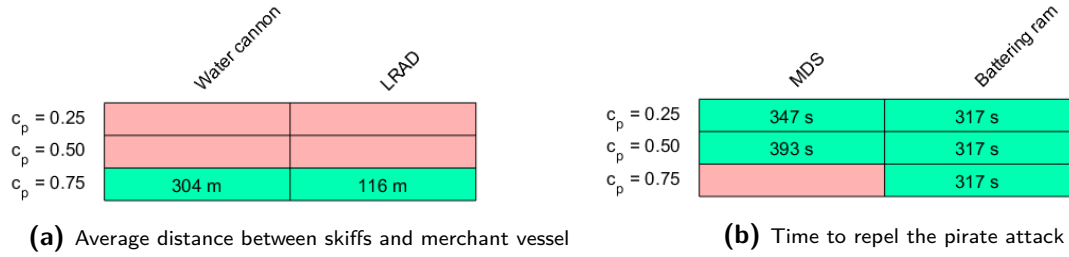 Water cannon LRAD
c_p = 0.25
c_p = 0.50
c_p = 0.75 304 m 116 m
(a) Average distance between skiffs and merchant vessel
MDS Battering ram
c_p = 0.25 347 s 317 s
c_p = 0.50 393 s 317 s
c_p = 0.75 317 s
(b) Time to repel the pirate attack